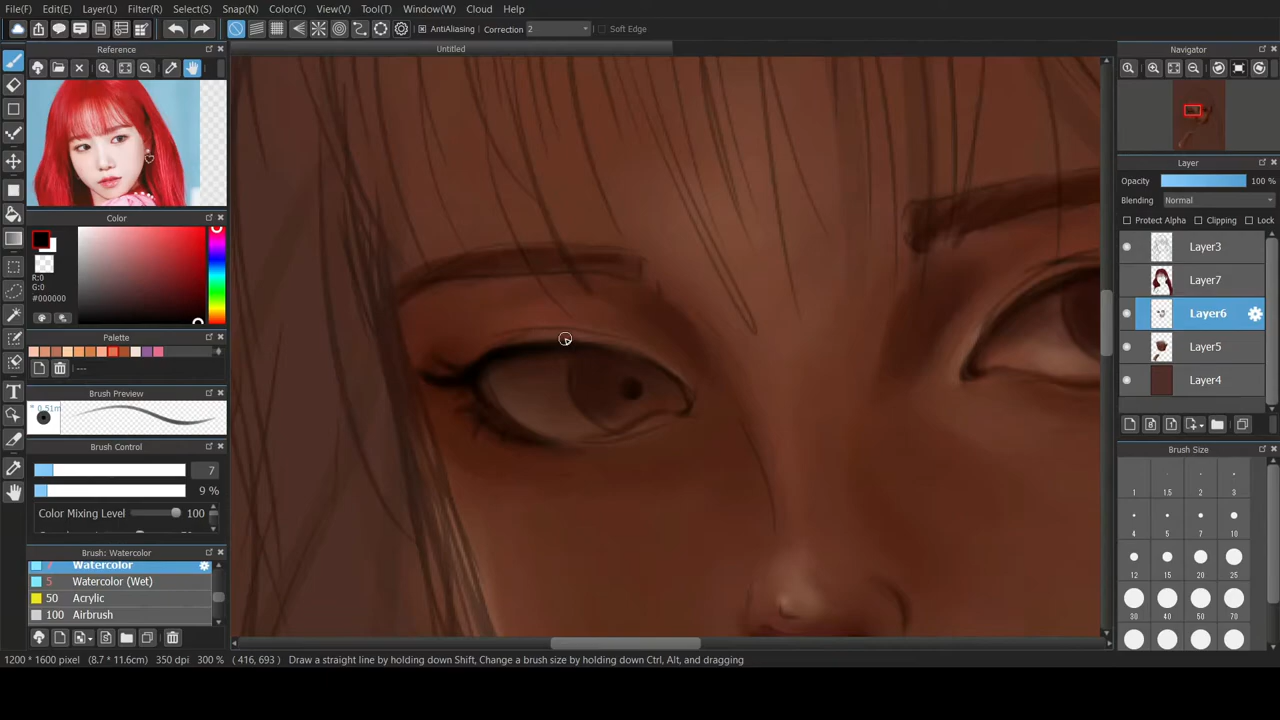 File(F) Edit(E) Layer(L) Filter(R) Select(S) Snap(N) Color(C) View(V) Tool(T) Window(W) Cloud Help
AntiAliasing Correction 2 Soft Edge
Reference
Untitled
Navigator
Color
R:0
G:0
#000000
Palette
---
Brush Preview
Brush Control
7
9 %
Color Mixing Level 100
Brush: Watercolor
7 Watercolor
5 Watercolor (Wet)
50 Acrylic
100 Airbrush
Layer
Opacity 100 %
Blending Normal
Protect Alpha Clipping Lock
Layer3
Layer7
Layer6
Layer5
Layer4
Brush Size
1 1.5 2 3
4 5 7 10
12 15 20 25
30 40 50 70
1200 * 1600 pixel (8.7 * 11.6cm) 350 dpi 300 % ( 416, 693 ) Draw a straight line by holding down Shift, Change a brush size by holding down Ctrl, Alt, and dragging